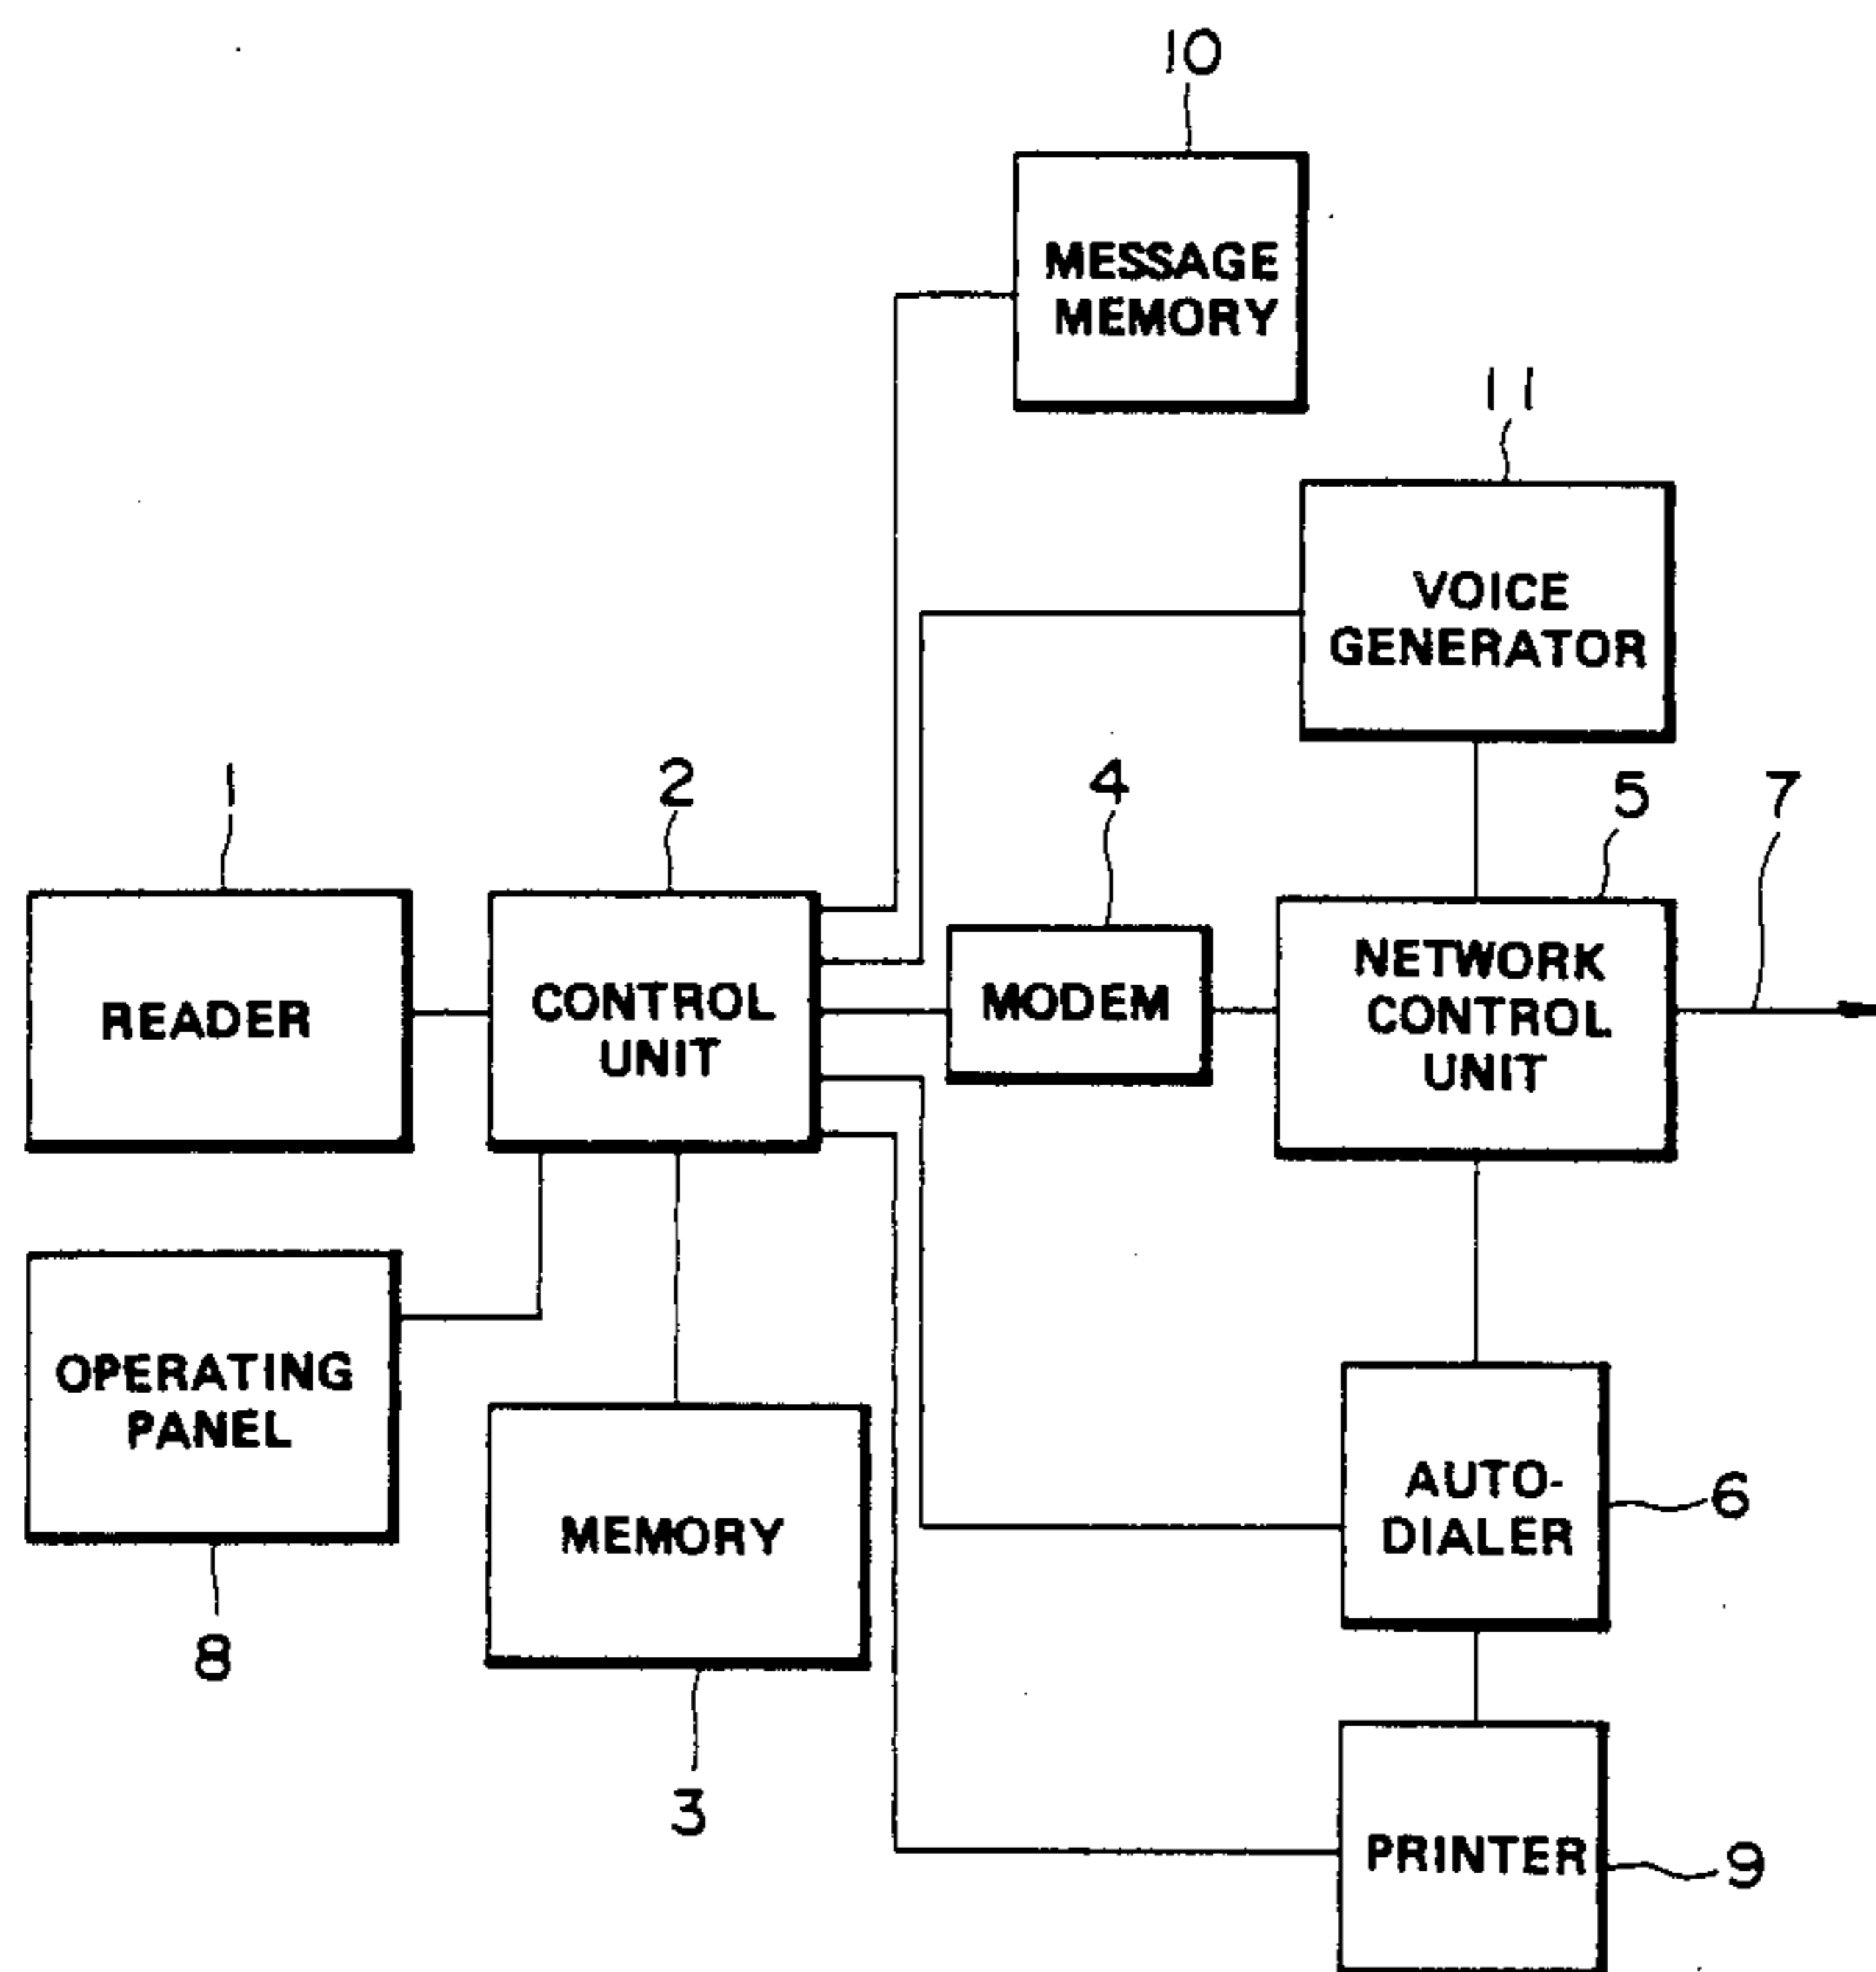 10
MESSAGE
MEMORY
11
VOICE
GENERATOR
1
2
4
5
7
READER
CONTROL
UNIT
MODEM
NETWORK
CONTROL
UNIT
OPERATING
PANEL
MEMORY
AUTO-
DIALER
6
8
3
PRINTER
9